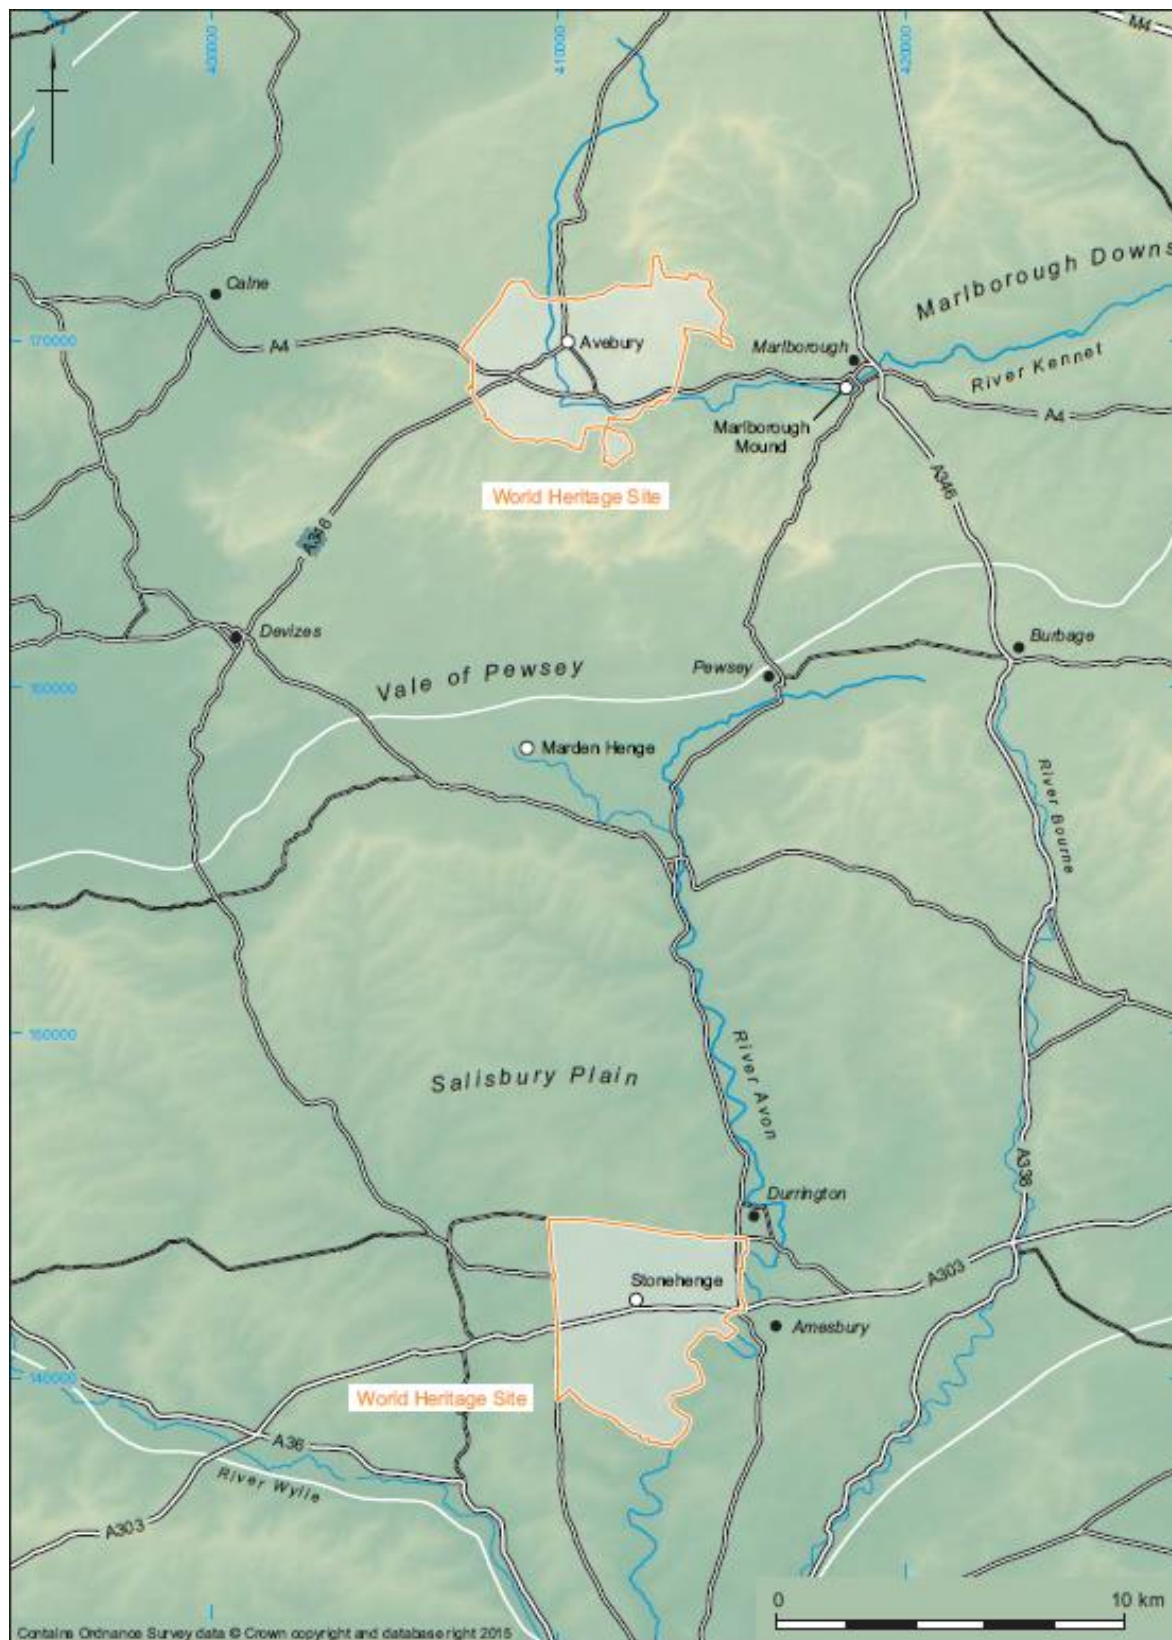 M4
400000
410000
420000
Calne
Marlborough Downs
170000
A4
Avebury
Marlborough
River Kennet
A4
Marlborough
Mound
A346
World Heritage Site
Devizes
Burbage
Pewsey
Vale of Pewsey
Marden Henge
River Bourne
Salisbury Plain
River Avon
A338
Durrington
A303
Stonehenge
Amesbury
140000
World Heritage Site
A36
River Wylie
A303
0
10 km
Contains Ordnance Survey data © Crown copyright and database right 2015